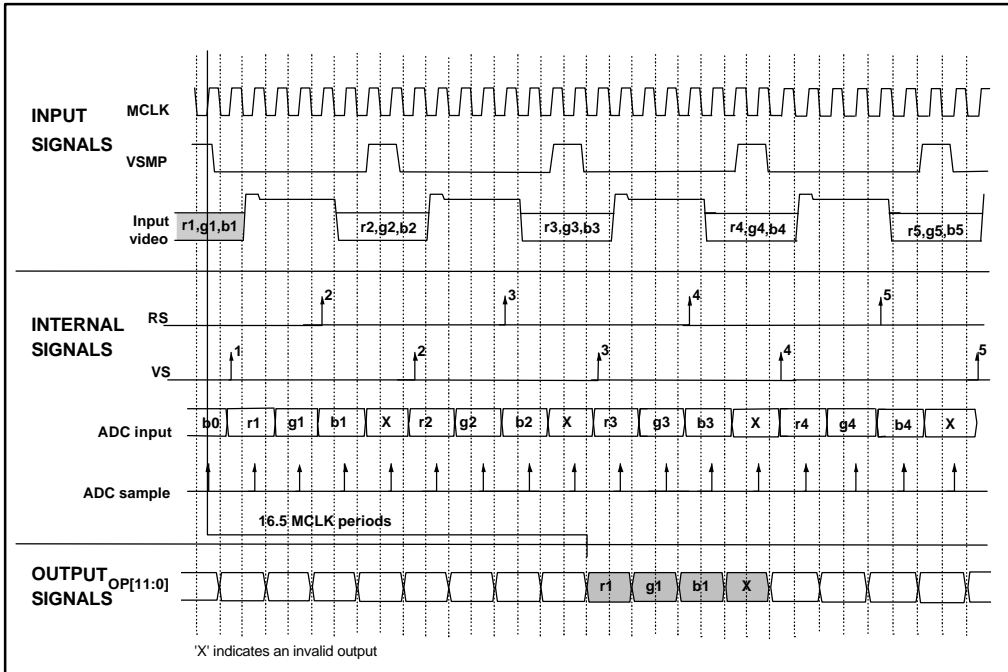 INPUT
SIGNALS
MCLK
VSMP
Input
video
r1,g1,b1
r2,g2,b2
r3,g3,b3
r4,g4,b4
r5,g5,b5
INTERNAL
SIGNALS
RS
2
3
4
5
VS
1
2
3
4
5
ADC input
b0
r1
g1
b1
X
r2
g2
b2
X
r3
g3
b3
X
r4
g4
b4
X
ADC sample
16.5 MCLK periods
OUTPUT
SIGNALS
OP[11:0]
r1
g1
b1
X
'X' indicates an invalid output